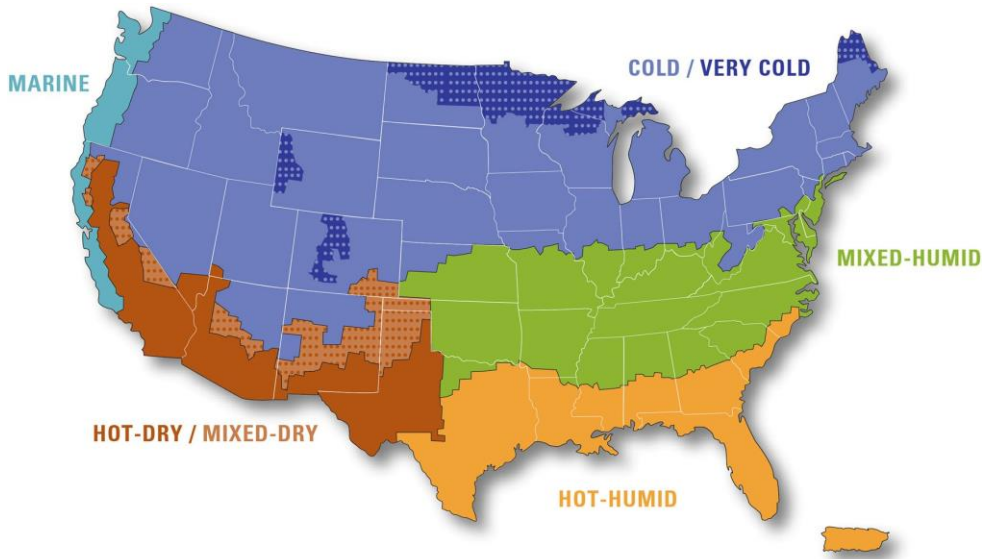 COLD / VERY COLD
MARINE
MIXED-HUMID
HOT-DRY / MIXED-DRY
HOT-HUMID